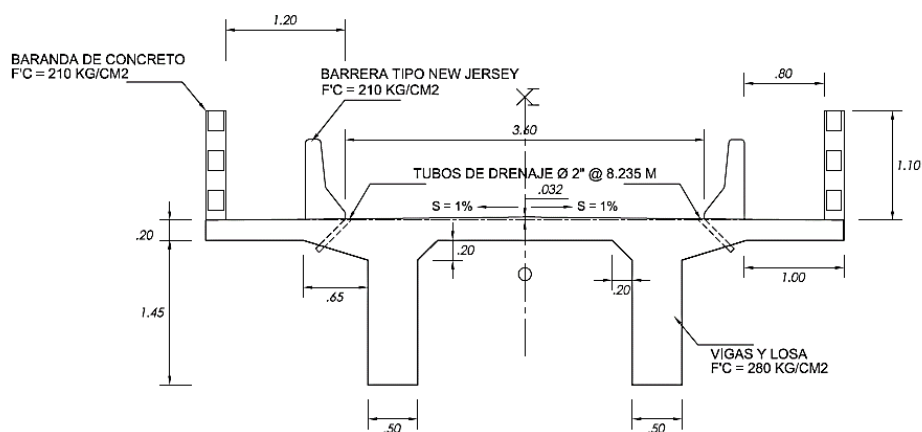 1.20
BARANDA DE CONCRETO
F'C = 210 KG/CM2
BARRERA TIPO NEW JERSEY
F'C = 210 KG/CM2
.80
3.60
1.10
TUBOS DE DRENAJE Ø 2" @ 8.235 M
.032
S = 1%
S = 1%
.20
.20
.20
.65
1.00
1.45
VIGAS Y LOSA
F'C = 280 KG/CM2
.50
.50